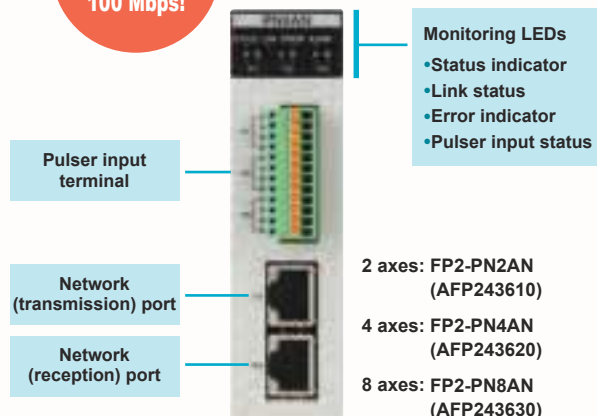 100 Mbps!
Monitoring LEDs
•Status indicator
•Link status
•Error indicator
•Pulser input status
Pulser input
terminal
Network
(transmission) port
Network
(reception) port
2 axes: FP2-PN2AN
(AFP243610)
4 axes: FP2-PN4AN
(AFP243620)
8 axes: FP2-PN8AN
(AFP243630)